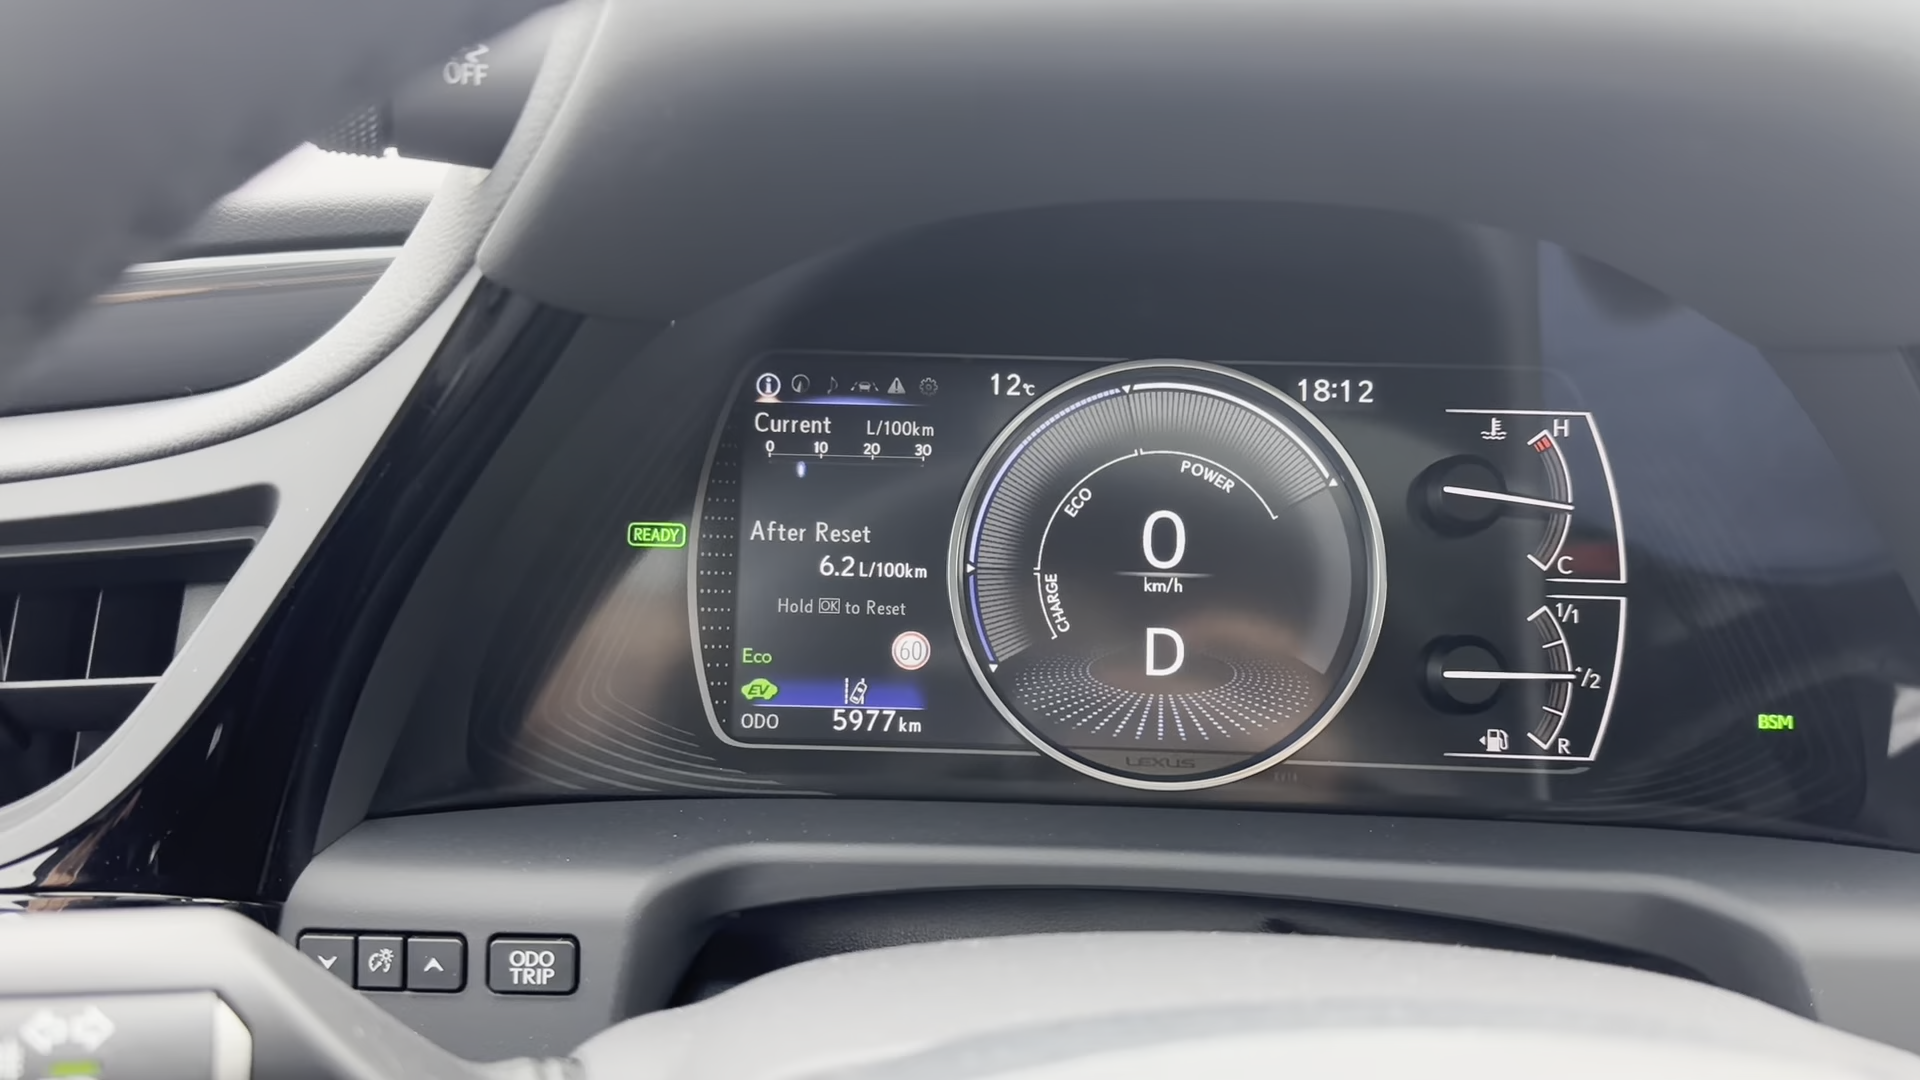 OFF
12℃
18:12
Current L/100km
0 10 20 30
H
POWER
ECO
READY
After Reset
0
6.2 L/100km
km/h
C
CHARGE
Hold OK to Reset
1/1
Eco
60
D
1/2
EV
ODO 5977 km
BSM
R
LEXUS
ODO
TRIP